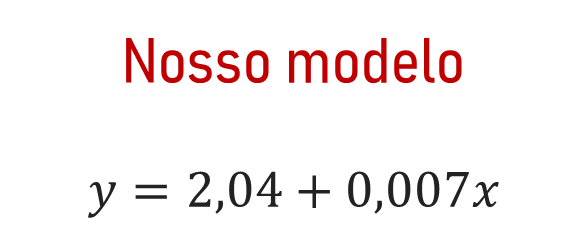 Nosso modelo
y = 2,04 + 0,007x